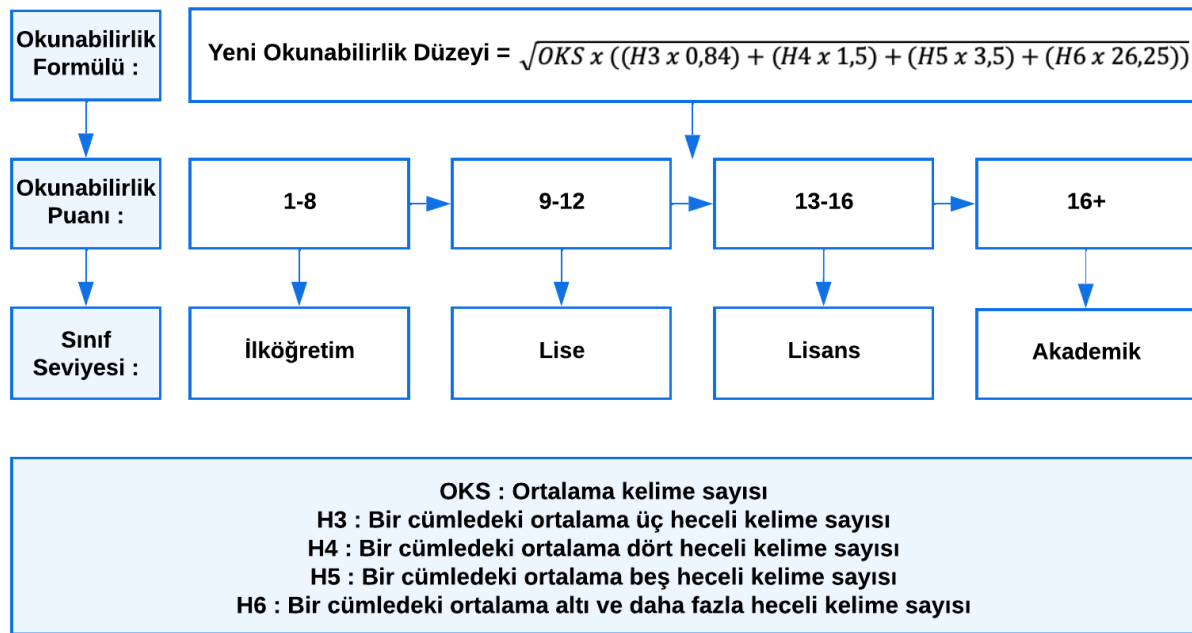 Okunabilirlik
Formülü :
Yeni Okunabilirlik Düzeyi = √OKS x ((H3 x 0,84) + (H4 x 1,5) + (H5 x 3,5) + (H6 x 26,25))
Okunabilirlik
Puanı :
1-8
9-12
13-16
16+
Sınıf
Seviyesi :
İlköğretim
Lise
Lisans
Akademik
OKS : Ortalama kelime sayısı
H3 : Bir cümledeki ortalama üç heceli kelime sayısı
H4 : Bir cümledeki ortalama dört heceli kelime sayısı
H5 : Bir cümledeki ortalama beş heceli kelime sayısı
H6 : Bir cümledeki ortalama altı ve daha fazla heceli kelime sayısı